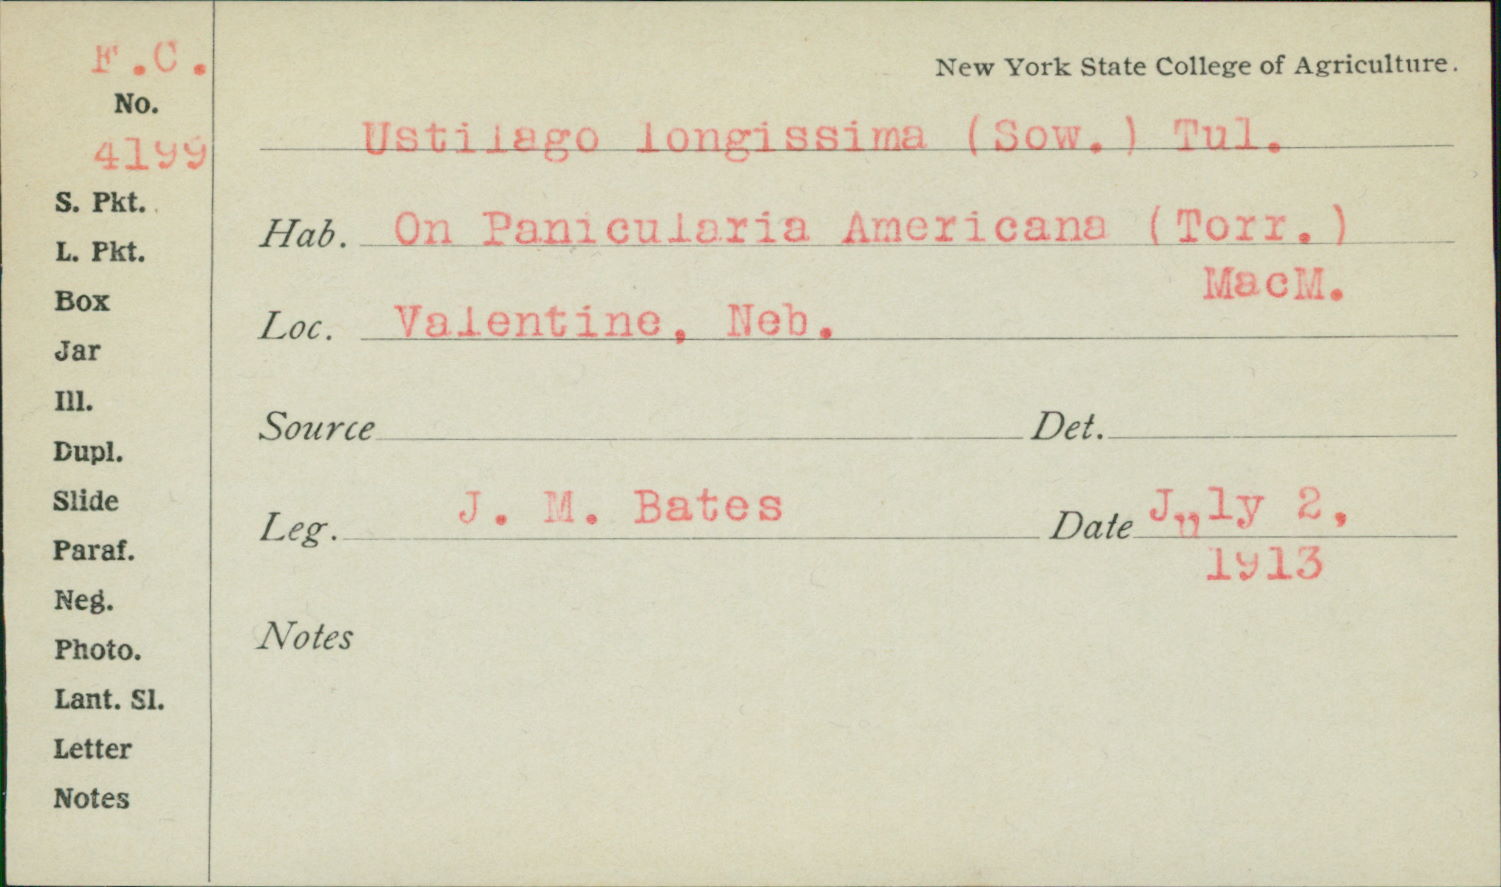 F.C.
No.
4199
S. Pkt.
L. Pkt.
Box
Jar
Ill.
Dupl.
Slide
Paraf.
Neg.
Photo.
Lant. Sl.
Letter
Notes
New York State College of Agriculture.
Ustilago longissima (Sow.) Tul.
Hab. On Panicularia Americana (Torr.)
MacM.
Loc. Valentine, Neb.
Source Det.
Leg. J. M. Bates Date July 2,
1913
Notes